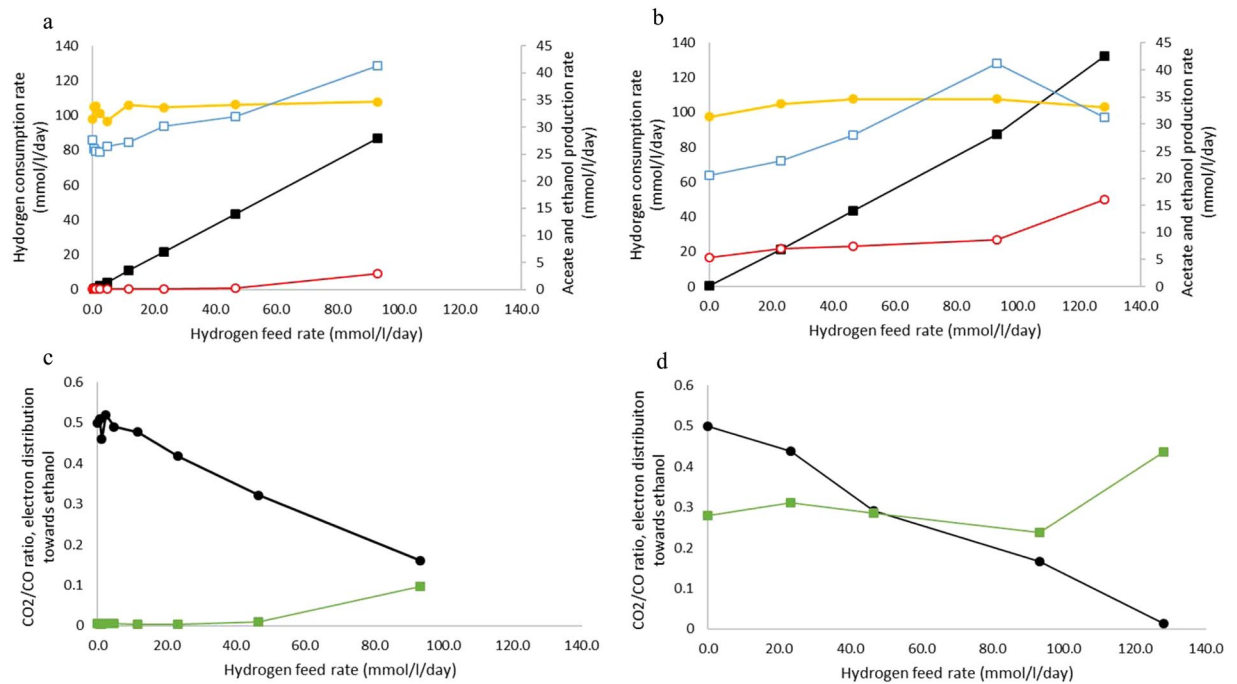 a
Hydorgen consumption rate
(mmol/l/day)
140
120
100
80
60
40
20
0
45
40
35
30
25
20
15
10
5
0
Aceate and ethanol production rate
(mmol/l/day)
0.0 20.0 40.0 60.0 80.0 100.0 120.0 140.0
Hydrogen feed rate (mmol/l/day)
b
Hydrogen consumption rate
(mmol/l/day)
140
120
100
80
60
40
20
0
45
40
35
30
25
20
15
10
5
0
Acetate and ethanol produciton rate
(mmol/l/day)
0.0 20.0 40.0 60.0 80.0 100.0 120.0 140.0
Hydrogen feed rate (mmol/l/day)
c
CO2/CO ratio, electron distribution
towards ethanol
0.6
0.5
0.4
0.3
0.2
0.1
0
0.0 20.0 40.0 60.0 80.0 100.0 120.0 140.0
Hydrogen feed rate (mmol/l/day)
d
CO2/CO ratio, electron distribuiton
towards ethanol
0.6
0.5
0.4
0.3
0.2
0.1
0
0.0 20.0 40.0 60.0 80.0 100.0 120.0 140.0
Hydrogen feed rate (mmol/l/day)